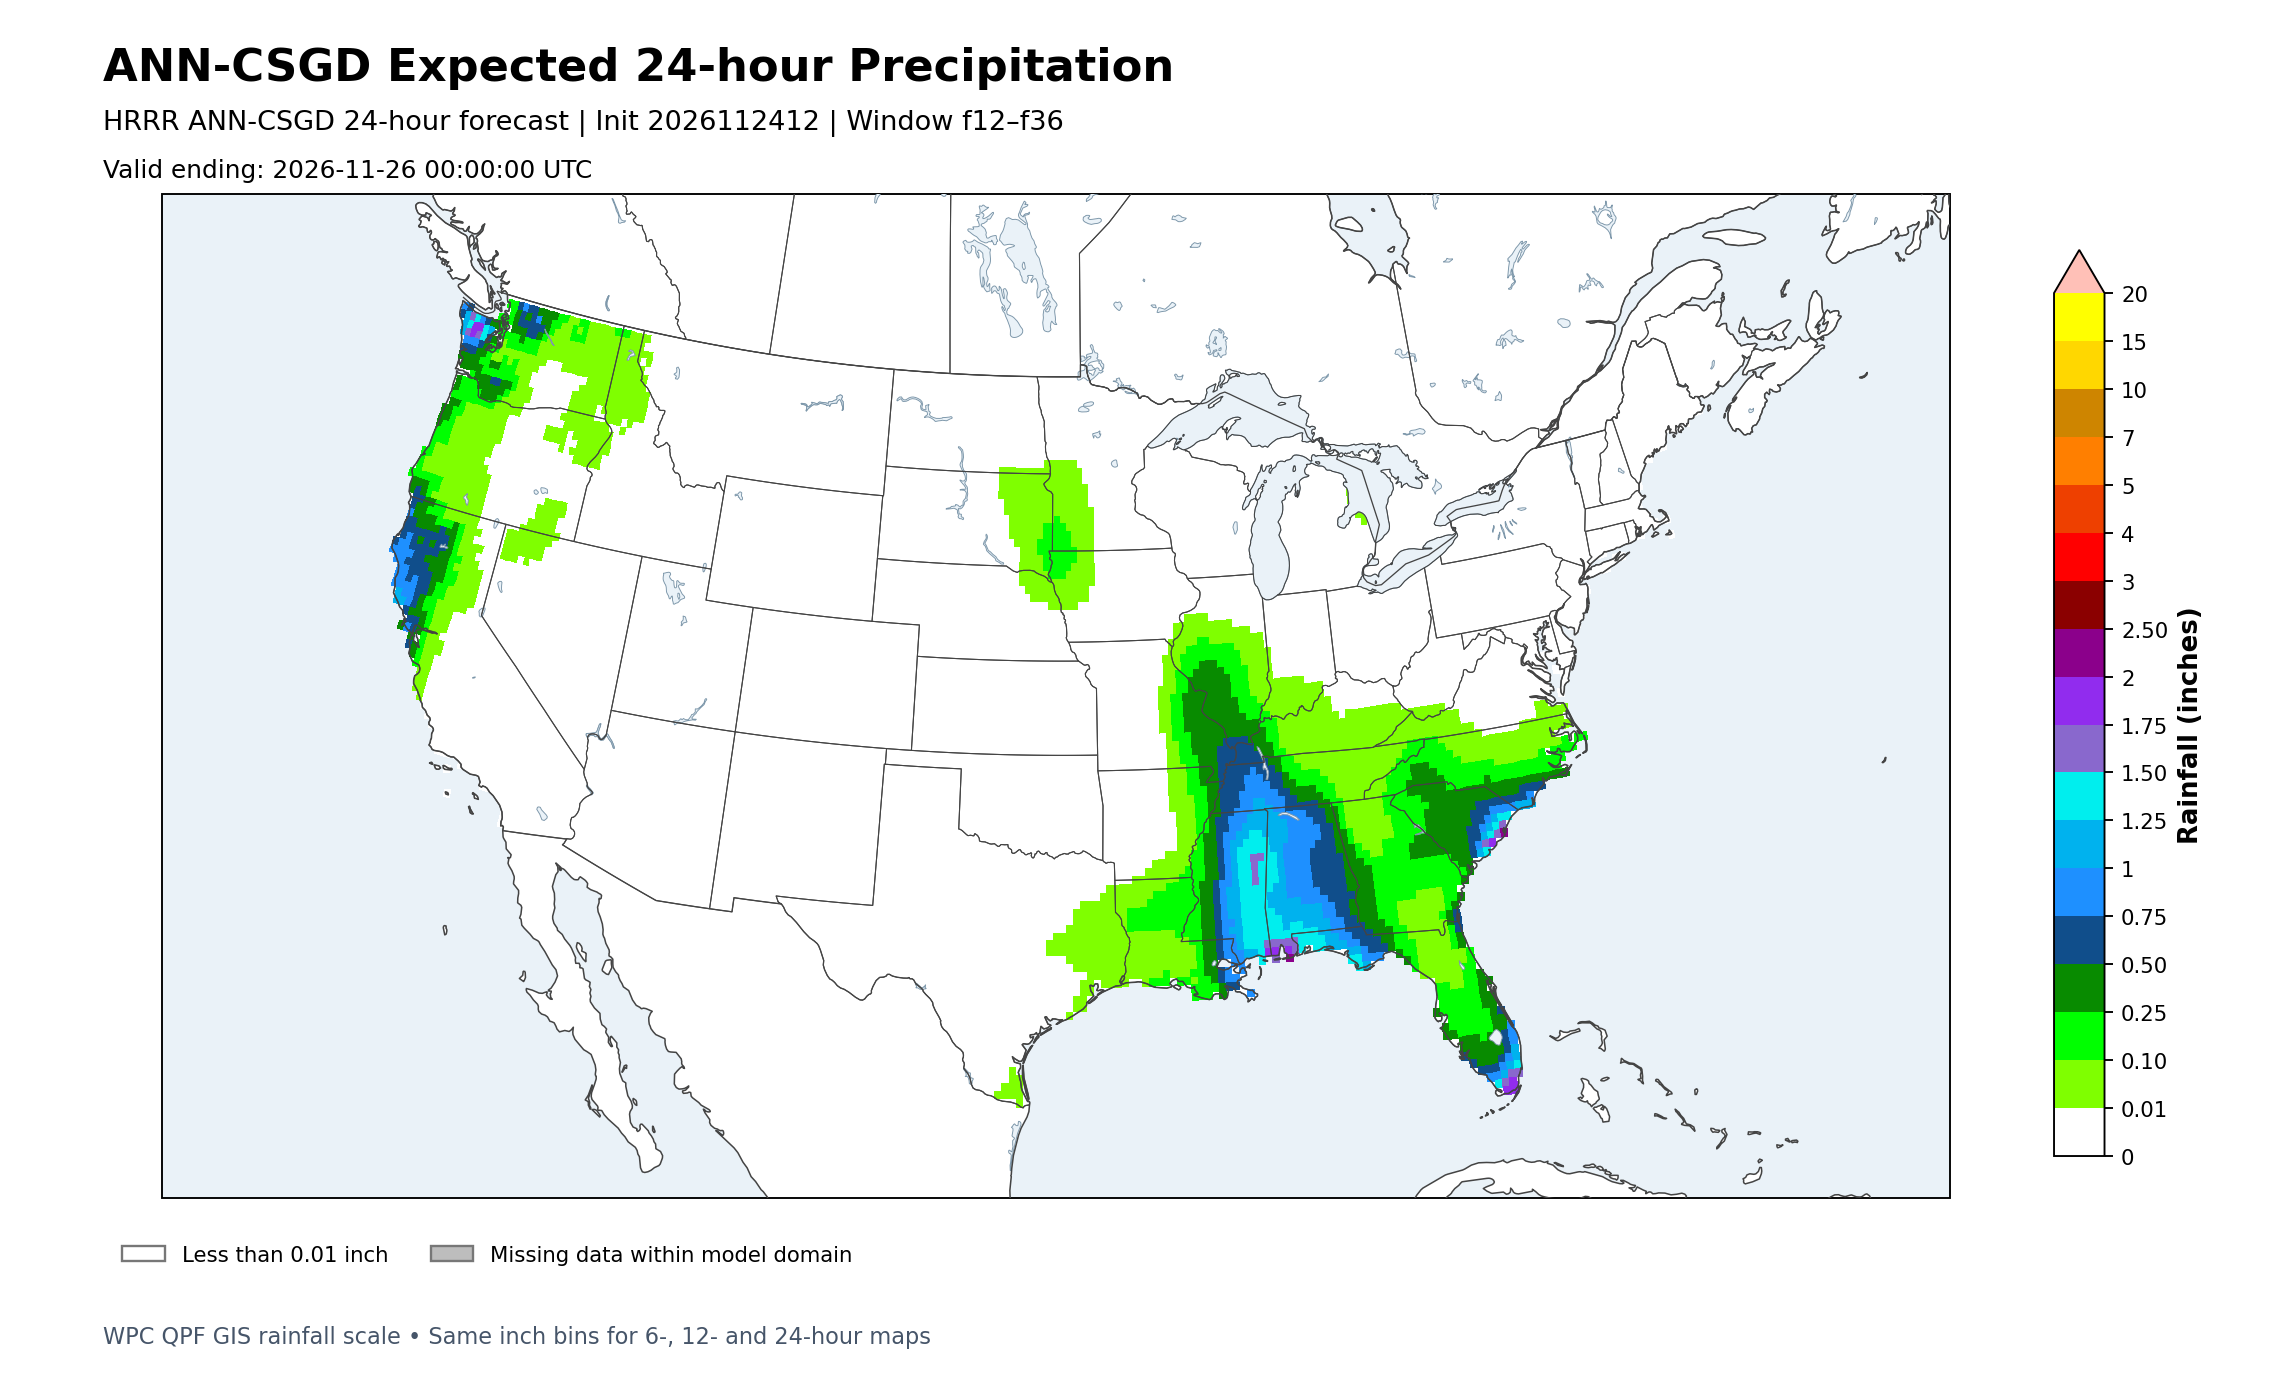 ANN-CSGD Expected 24-hour Precipitation
HRRR ANN-CSGD 24-hour forecast | Init 2026112412 | Window f12–f36
Valid ending: 2026-11-26 00:00:00 UTC
20
15
10
7
5
4
3
2.50
2
1.75
1.50
1.25
1
0.75
0.50
0.25
0.10
0.01
0
Rainfall (inches)
Less than 0.01 inch
Missing data within model domain
WPC QPF GIS rainfall scale • Same inch bins for 6-, 12- and 24-hour maps